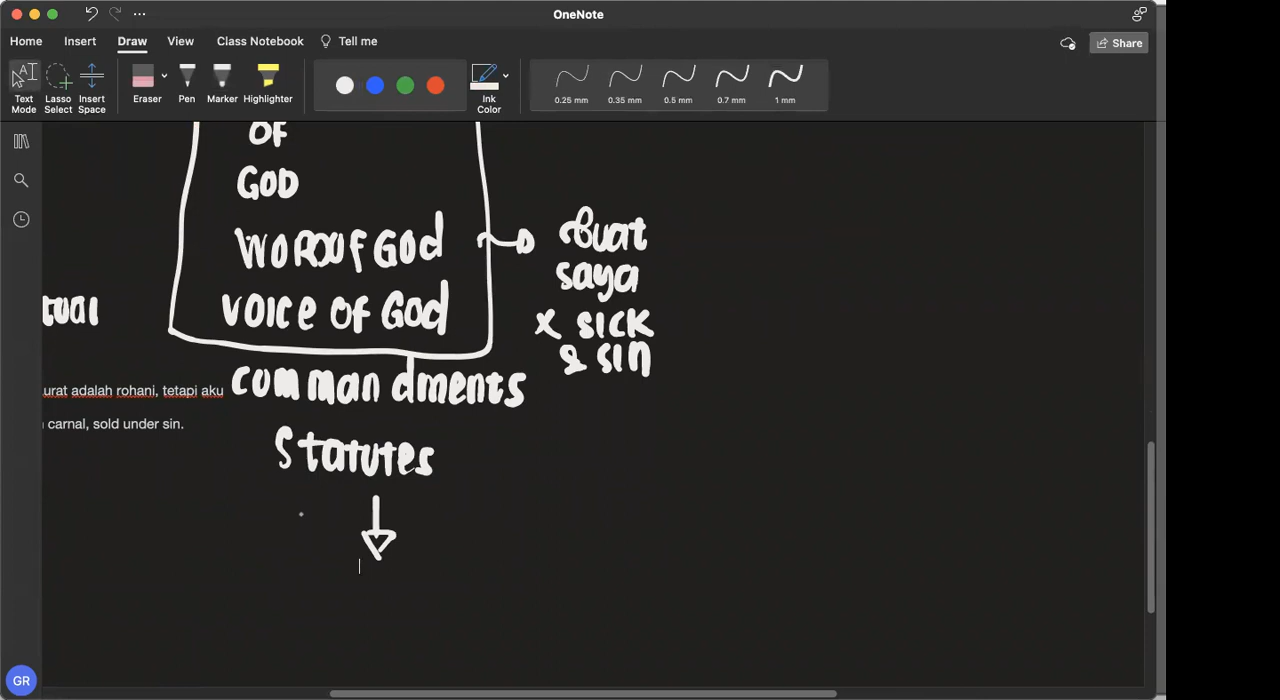 OneNote
Home Insert Draw View Class Notebook Tell me
Share
Text Mode
Lasso Select
Insert Space
Eraser
Pen
Marker
Highlighter
Ink Color
0.25 mm
0.35 mm
0.5 mm
0.7 mm
1 mm
OF
GOD
WORD OF GOD
VOICE OF GOD
buat
saya
x SICK
& SIN
tual
urat adalah rohani, tetapi aku
commandments
carnal, sold under sin.
Statutes
GR